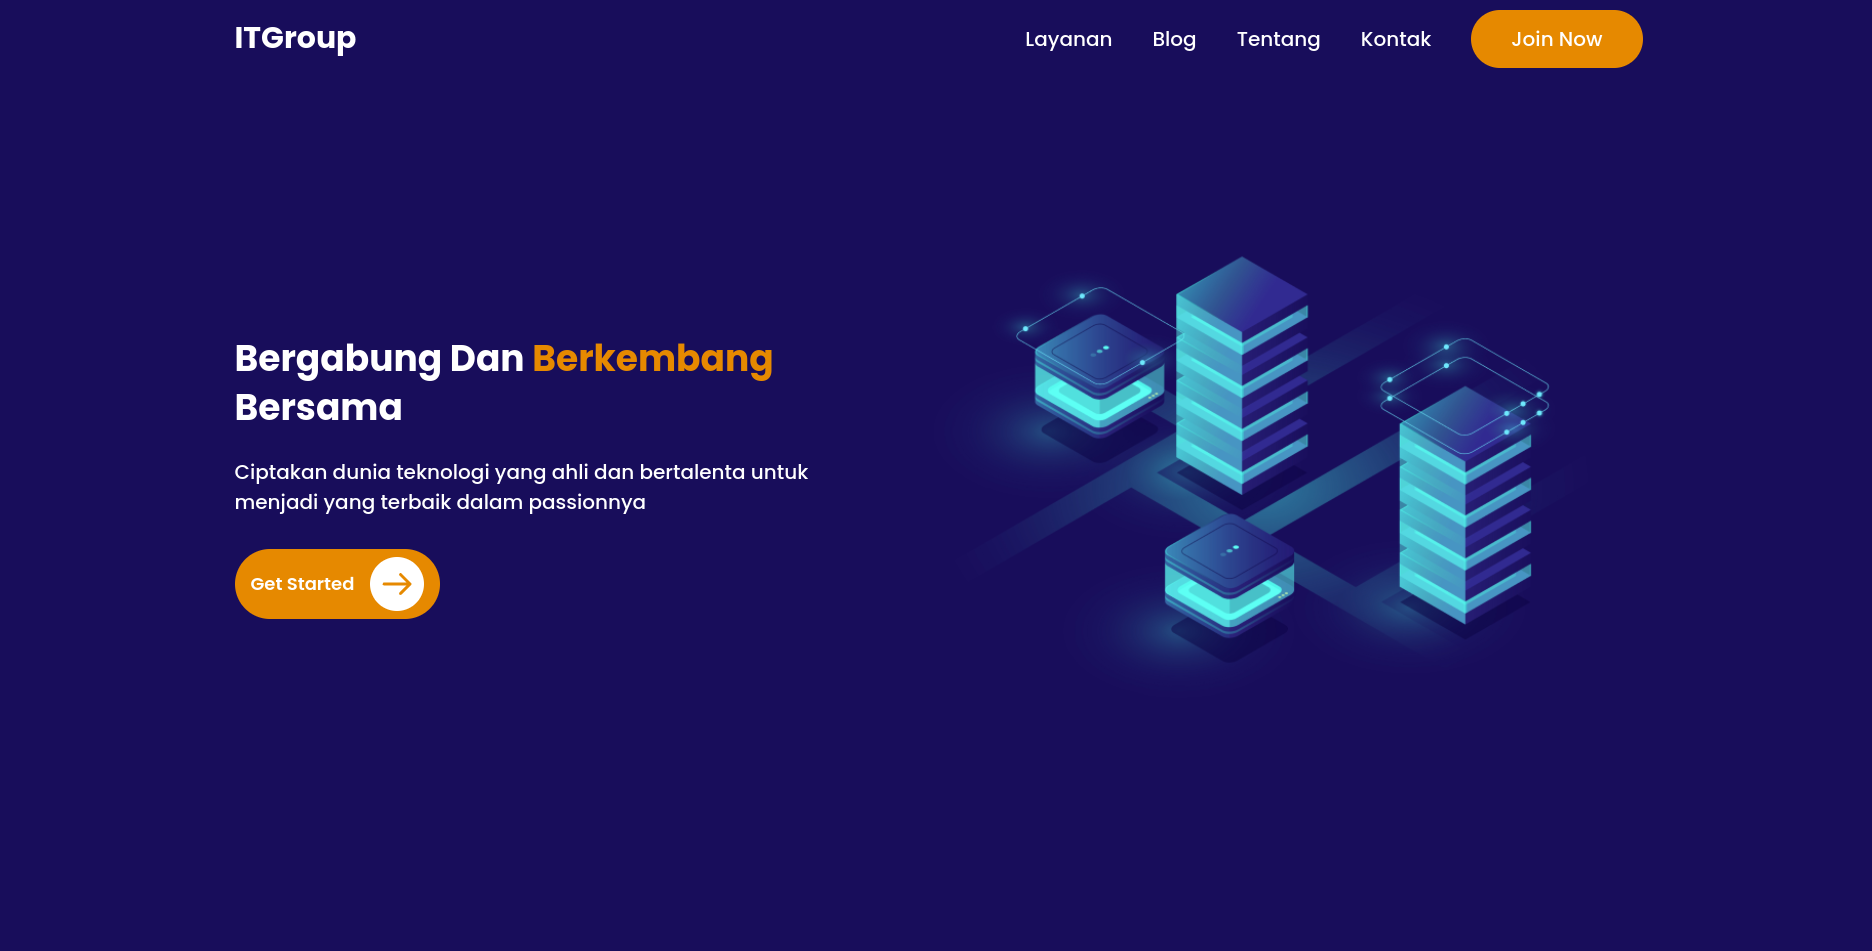 ITGroup
Layanan Blog Tentang Kontak Join Now
Bergabung Dan Berkembang
Bersama
Ciptakan dunia teknologi yang ahli dan bertalenta untuk
menjadi yang terbaik dalam passionnya
Get Started